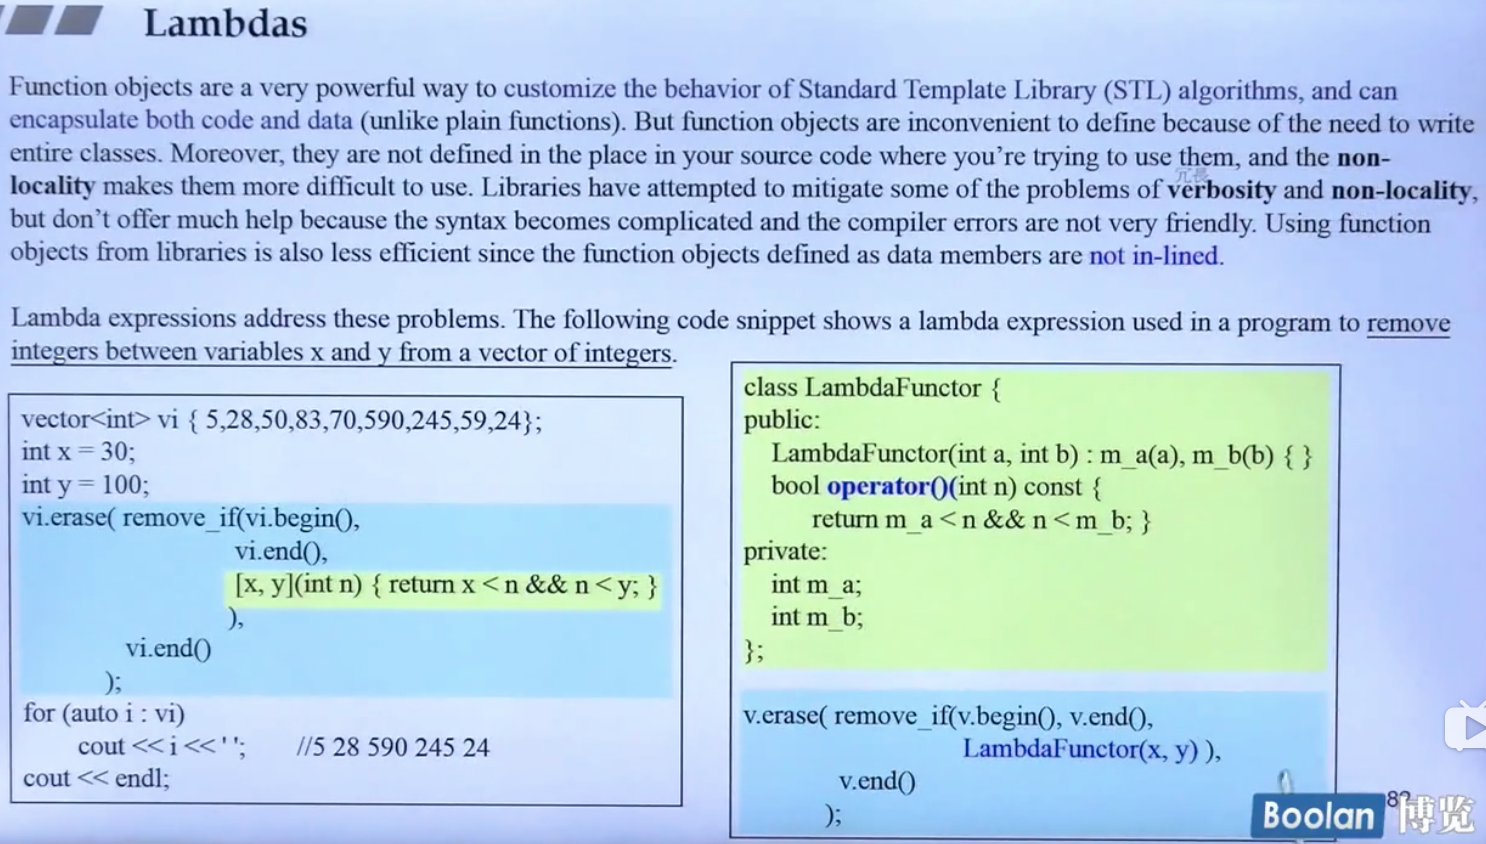 Lambdas
Function objects are a very powerful way to customize the behavior of Standard Template Library (STL) algorithms, and can
encapsulate both code and data (unlike plain functions). But function objects are inconvenient to define because of the need to write
entire classes. Moreover, they are not defined in the place in your source code where you’re trying to use them, and the non-
冗長
locality makes them more difficult to use. Libraries have attempted to mitigate some of the problems of verbosity and non-locality,
but don’t offer much help because the syntax becomes complicated and the compiler errors are not very friendly. Using function
objects from libraries is also less efficient since the function objects defined as data members are not in-lined.
Lambda expressions address these problems. The following code snippet shows a lambda expression used in a program to remove
integers between variables x and y from a vector of integers.
vector<int> vi { 5,28,50,83,70,590,245,59,24};
int x = 30;
int y = 100;
vi.erase( remove_if(vi.begin(),
vi.end(),
[x, y](int n) { return x < n && n < y; }
),
vi.end()
);
for (auto i : vi)
cout << i << ' '; //5 28 590 245 24
cout << endl;
class LambdaFunctor {
public:
LambdaFunctor(int a, int b) : m_a(a), m_b(b) { }
bool operator()(int n) const {
return m_a < n && n < m_b; }
private:
int m_a;
int m_b;
};
v.erase( remove_if(v.begin(), v.end(),
LambdaFunctor(x, y) ),
v.end()
);
Boolan 博览